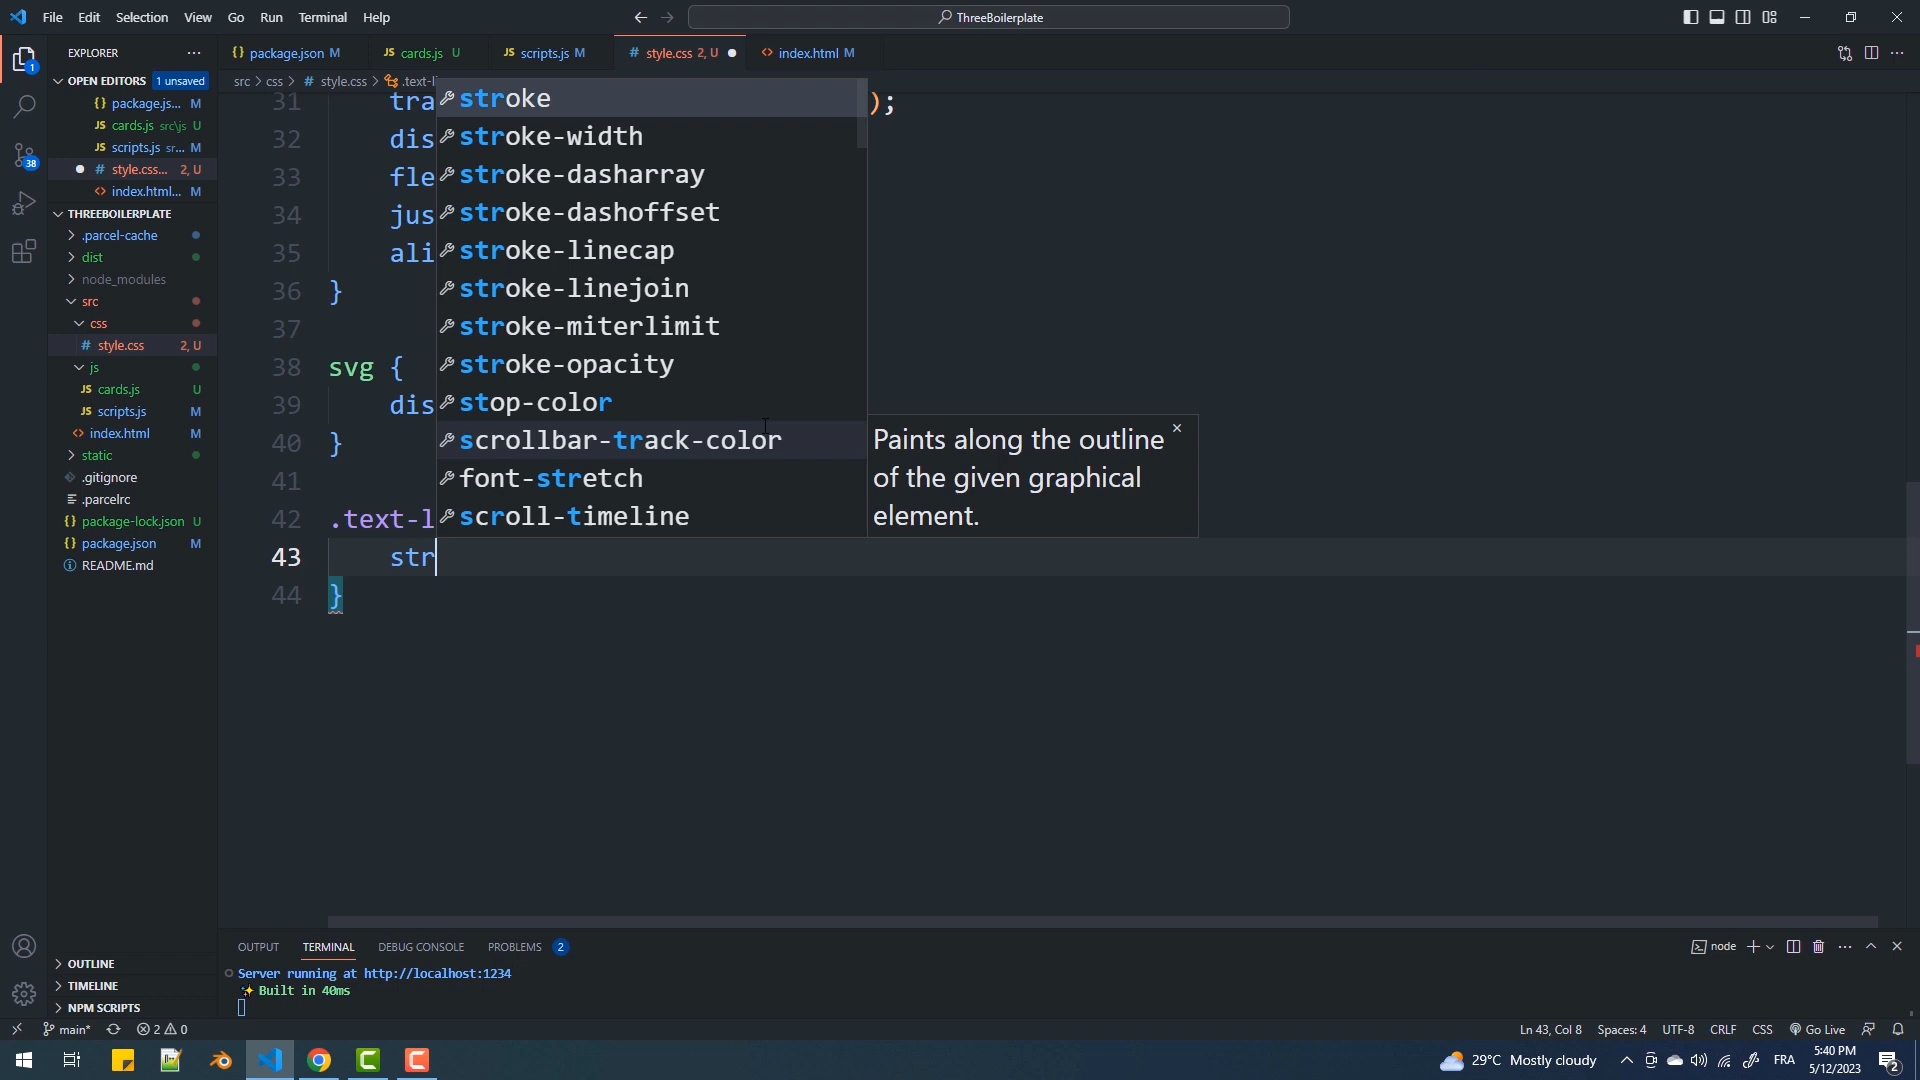 File Edit Selection View Go Run Terminal Help
ThreeBoilerplate
EXPLORER
package.json M
cards.js U
scripts.js M
style.css 2, U
index.html M
OPEN EDITORS 1 unsaved
package.js... M
cards.js src\js U
scripts.js sr... M
style.css... 2, U
index.html... M
THREEBOILERPLATE
.parcel-cache
dist
node_modules
src
css
style.css 2, U
js
cards.js U
scripts.js M
index.html M
static
.gitignore
.parcelrc
package-lock.json U
package.json M
README.md
OUTLINE
TIMELINE
NPM SCRIPTS
src > css > # style.css > .text-l
31 tra );
32 dis
33 fle
34 jus
35 ali
36 }
37
38 svg {
39 dis
40 }
41
42 .text-l
43 str
44 }
stroke
stroke-width
stroke-dasharray
stroke-dashoffset
stroke-linecap
stroke-linejoin
stroke-miterlimit
stroke-opacity
stop-color
scrollbar-track-color
font-stretch
scroll-timeline
Paints along the outline
of the given graphical
element.
OUTPUT TERMINAL DEBUG CONSOLE PROBLEMS 2
node
Server running at http://localhost:1234
✨ Built in 40ms
main* 2 0
Ln 43, Col 8 Spaces: 4 UTF-8 CRLF CSS Go Live
29°C Mostly cloudy
FRA
5:40 PM
5/12/2023
2
1
38